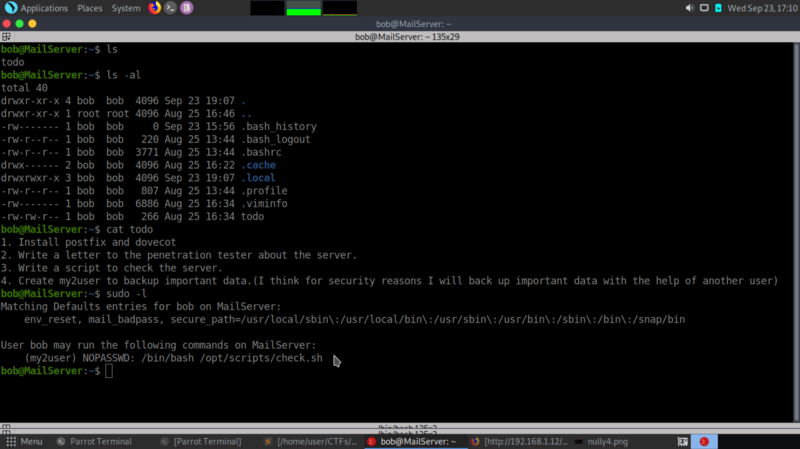 Applications Places System Wed Sep 23, 17:10
bob@MailServer: ~
bob@MailServer: ~ 135x29
bob@MailServer:~$ ls
todo
bob@MailServer:~$ ls -al
total 40
drwxr-xr-x 4 bob  bob  4096 Sep 23 19:07 .
drwxr-xr-x 1 root root 4096 Aug 25 16:46 ..
-rw------- 1 bob  bob     0 Sep 23 15:56 .bash_history
-rw-r--r-- 1 bob  bob   220 Aug 25 13:44 .bash_logout
-rw-r--r-- 1 bob  bob  3771 Aug 25 13:44 .bashrc
drwx------ 2 bob  bob  4096 Aug 25 16:22 .cache
drwxrwxr-x 3 bob  bob  4096 Sep 23 19:07 .local
-rw-r--r-- 1 bob  bob   807 Aug 25 13:44 .profile
-rw------- 1 bob  bob  6886 Aug 25 16:34 .viminfo
-rw-rw-r-- 1 bob  bob   266 Aug 25 16:34 todo
bob@MailServer:~$ cat todo
1. Install postfix and dovecot
2. Write a letter to the penetration tester about the server.
3. Write a script to check the server.
4. Create my2user to backup important data.(I think for security reasons I will back up important data with the help of another user)
bob@MailServer:~$ sudo -l
Matching Defaults entries for bob on MailServer:
    env_reset, mail_badpass, secure_path=/usr/local/sbin\:/usr/local/bin\:/usr/sbin\:/usr/bin\:/sbin\:/bin\:/snap/bin

User bob may run the following commands on MailServer:
    (my2user) NOPASSWD: /bin/bash /opt/scripts/check.sh
bob@MailServer:~$
Menu Parrot Terminal [Parrot Terminal] [/home/user/CTFs/... bob@MailServer: ~ [http://192.168.1.12/... nully4.png